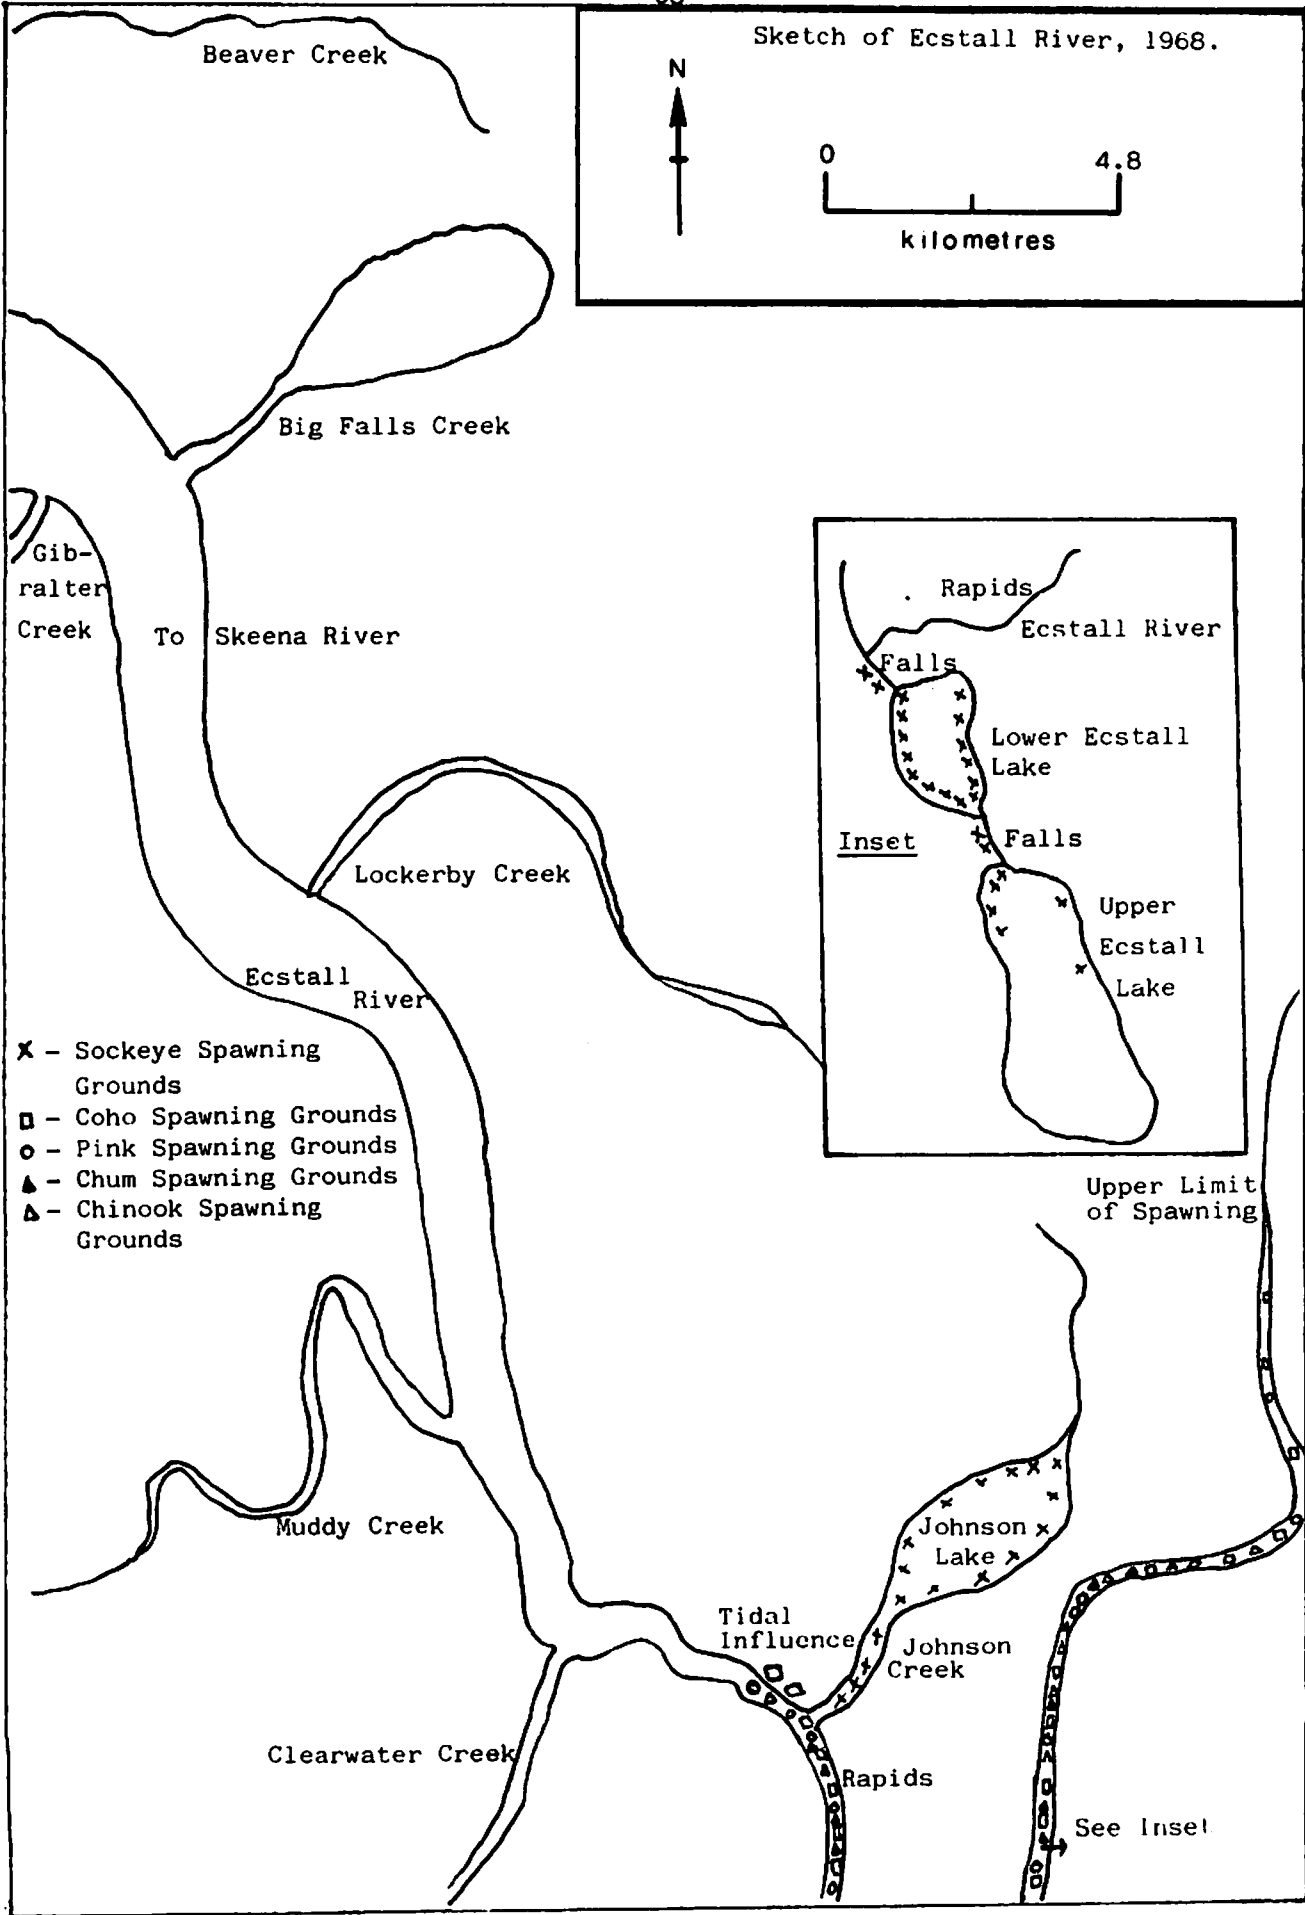 Sketch of Ecstall River, 1968.
N
0 4.8
kilometres
Beaver Creek
Big Falls Creek
Gib-
ralter
Creek
To Skeena River
Rapids
Ecstall River
Falls
Lower Ecstall
Lake
Inset
Falls
Upper
Ecstall
Lake
Lockerby Creek
Ecstall
River
x - Sockeye Spawning
Grounds
□ - Coho Spawning Grounds
o - Pink Spawning Grounds
▲ - Chum Spawning Grounds
△ - Chinook Spawning
Grounds
Upper Limit
of Spawning
Muddy Creek
Johnson
Lake
Tidal
Influence
Johnson
Creek
Clearwater Creek
Rapids
See Inset